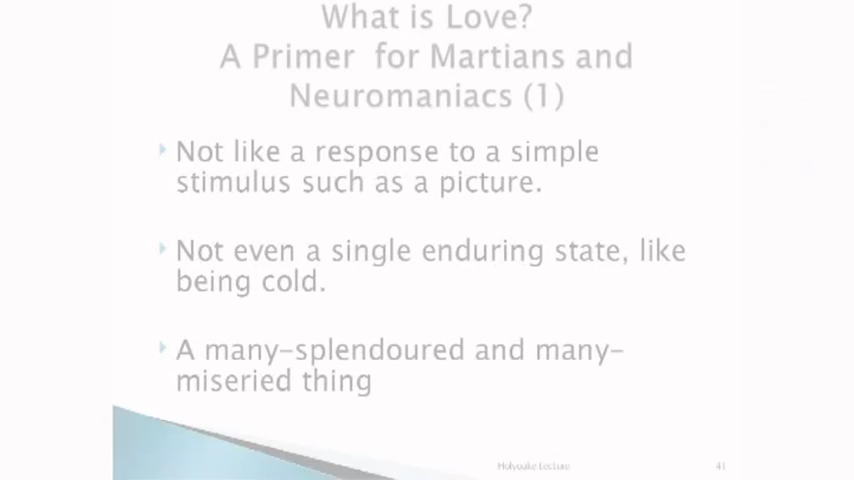 What is Love?
A Primer for Martians and
Neuromaniacs (1)
Not like a response to a simple
stimulus such as a picture.
Not even a single enduring state, like
being cold.
A many-splendoured and many-
miseried thing
Holyoake Lecture
41